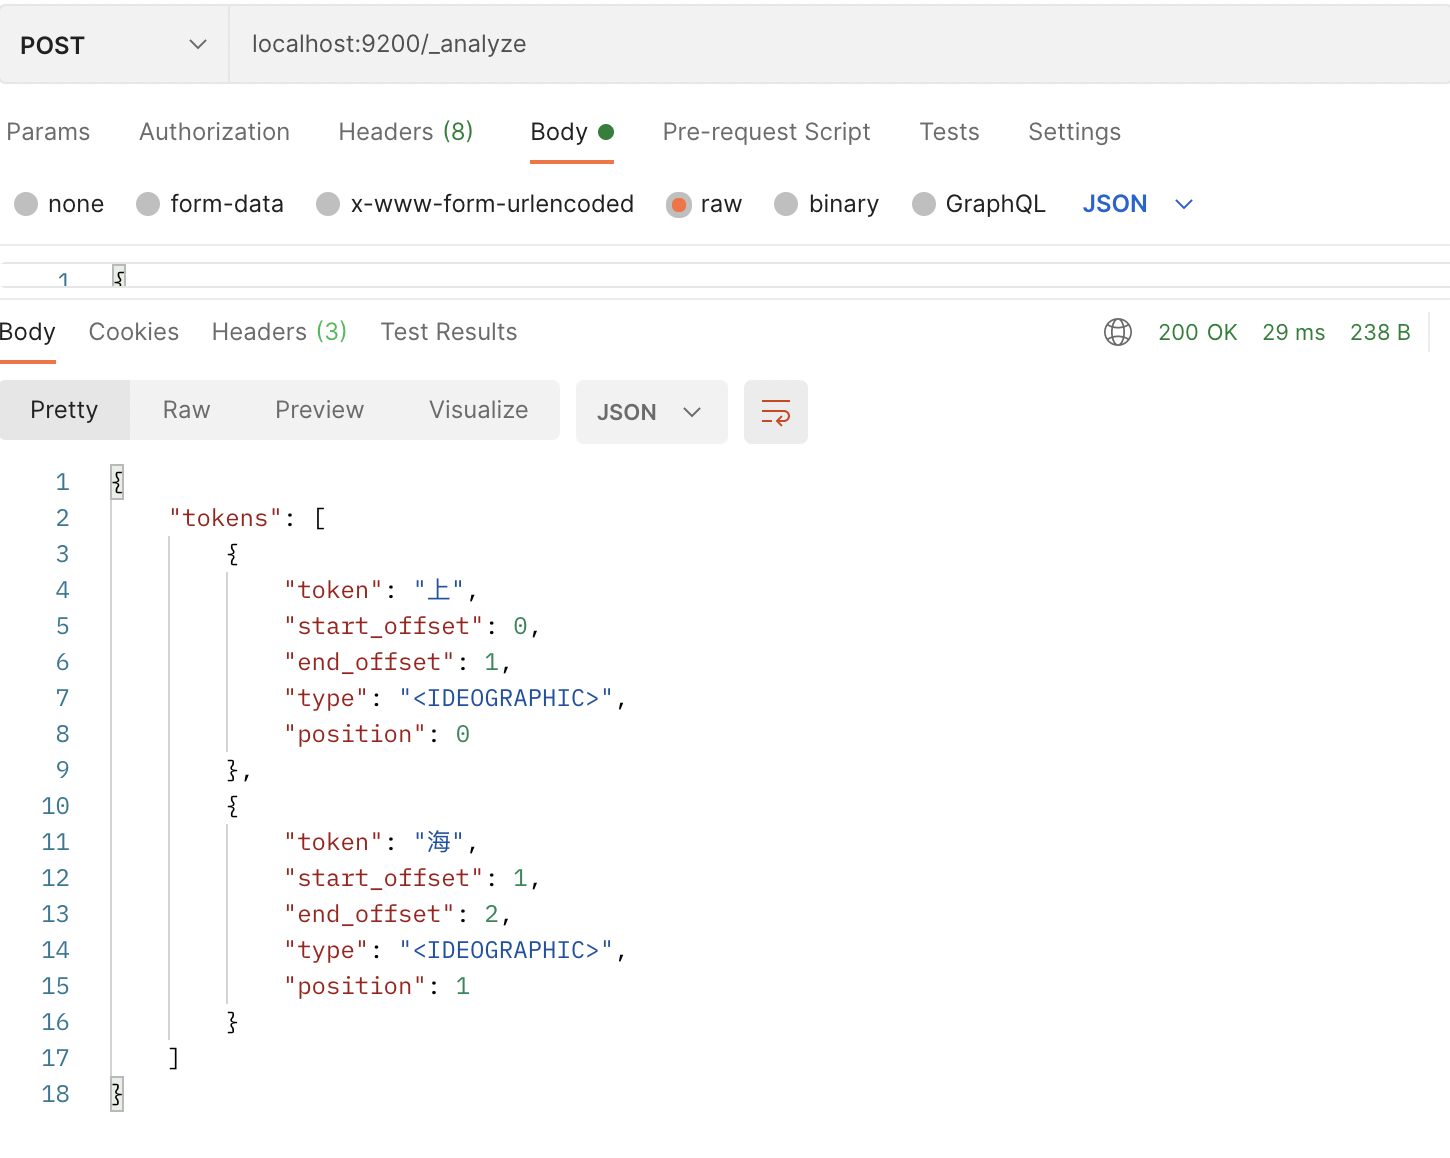 POST localhost:9200/_analyze
Params Authorization Headers (8) Body Pre-request Script Tests Settings
none form-data x-www-form-urlencoded raw binary GraphQL JSON
1 {
Body Cookies Headers (3) Test Results 200 OK 29 ms 238 B
Pretty Raw Preview Visualize JSON
1 {
2 "tokens": [
3 {
4 "token": "上",
5 "start_offset": 0,
6 "end_offset": 1,
7 "type": "<IDEOGRAPHIC>",
8 "position": 0
9 },
10 {
11 "token": "海",
12 "start_offset": 1,
13 "end_offset": 2,
14 "type": "<IDEOGRAPHIC>",
15 "position": 1
16 }
17 ]
18 }